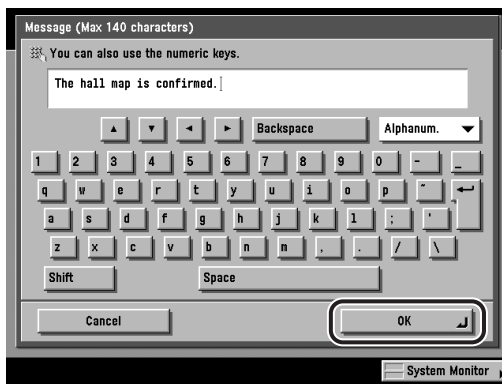 Message (Max 140 characters)
You can also use the numeric keys.
The hall map is confirmed.
▲ ▼ ◄ ► Backspace Alphanum. ▼
1 2 3 4 5 6 7 8 9 0 - _
q w e r t y u i o p ~
a s d f g h j k l ; '
z x c v b n m , . / \
Shift Space
Cancel OK
System Monitor